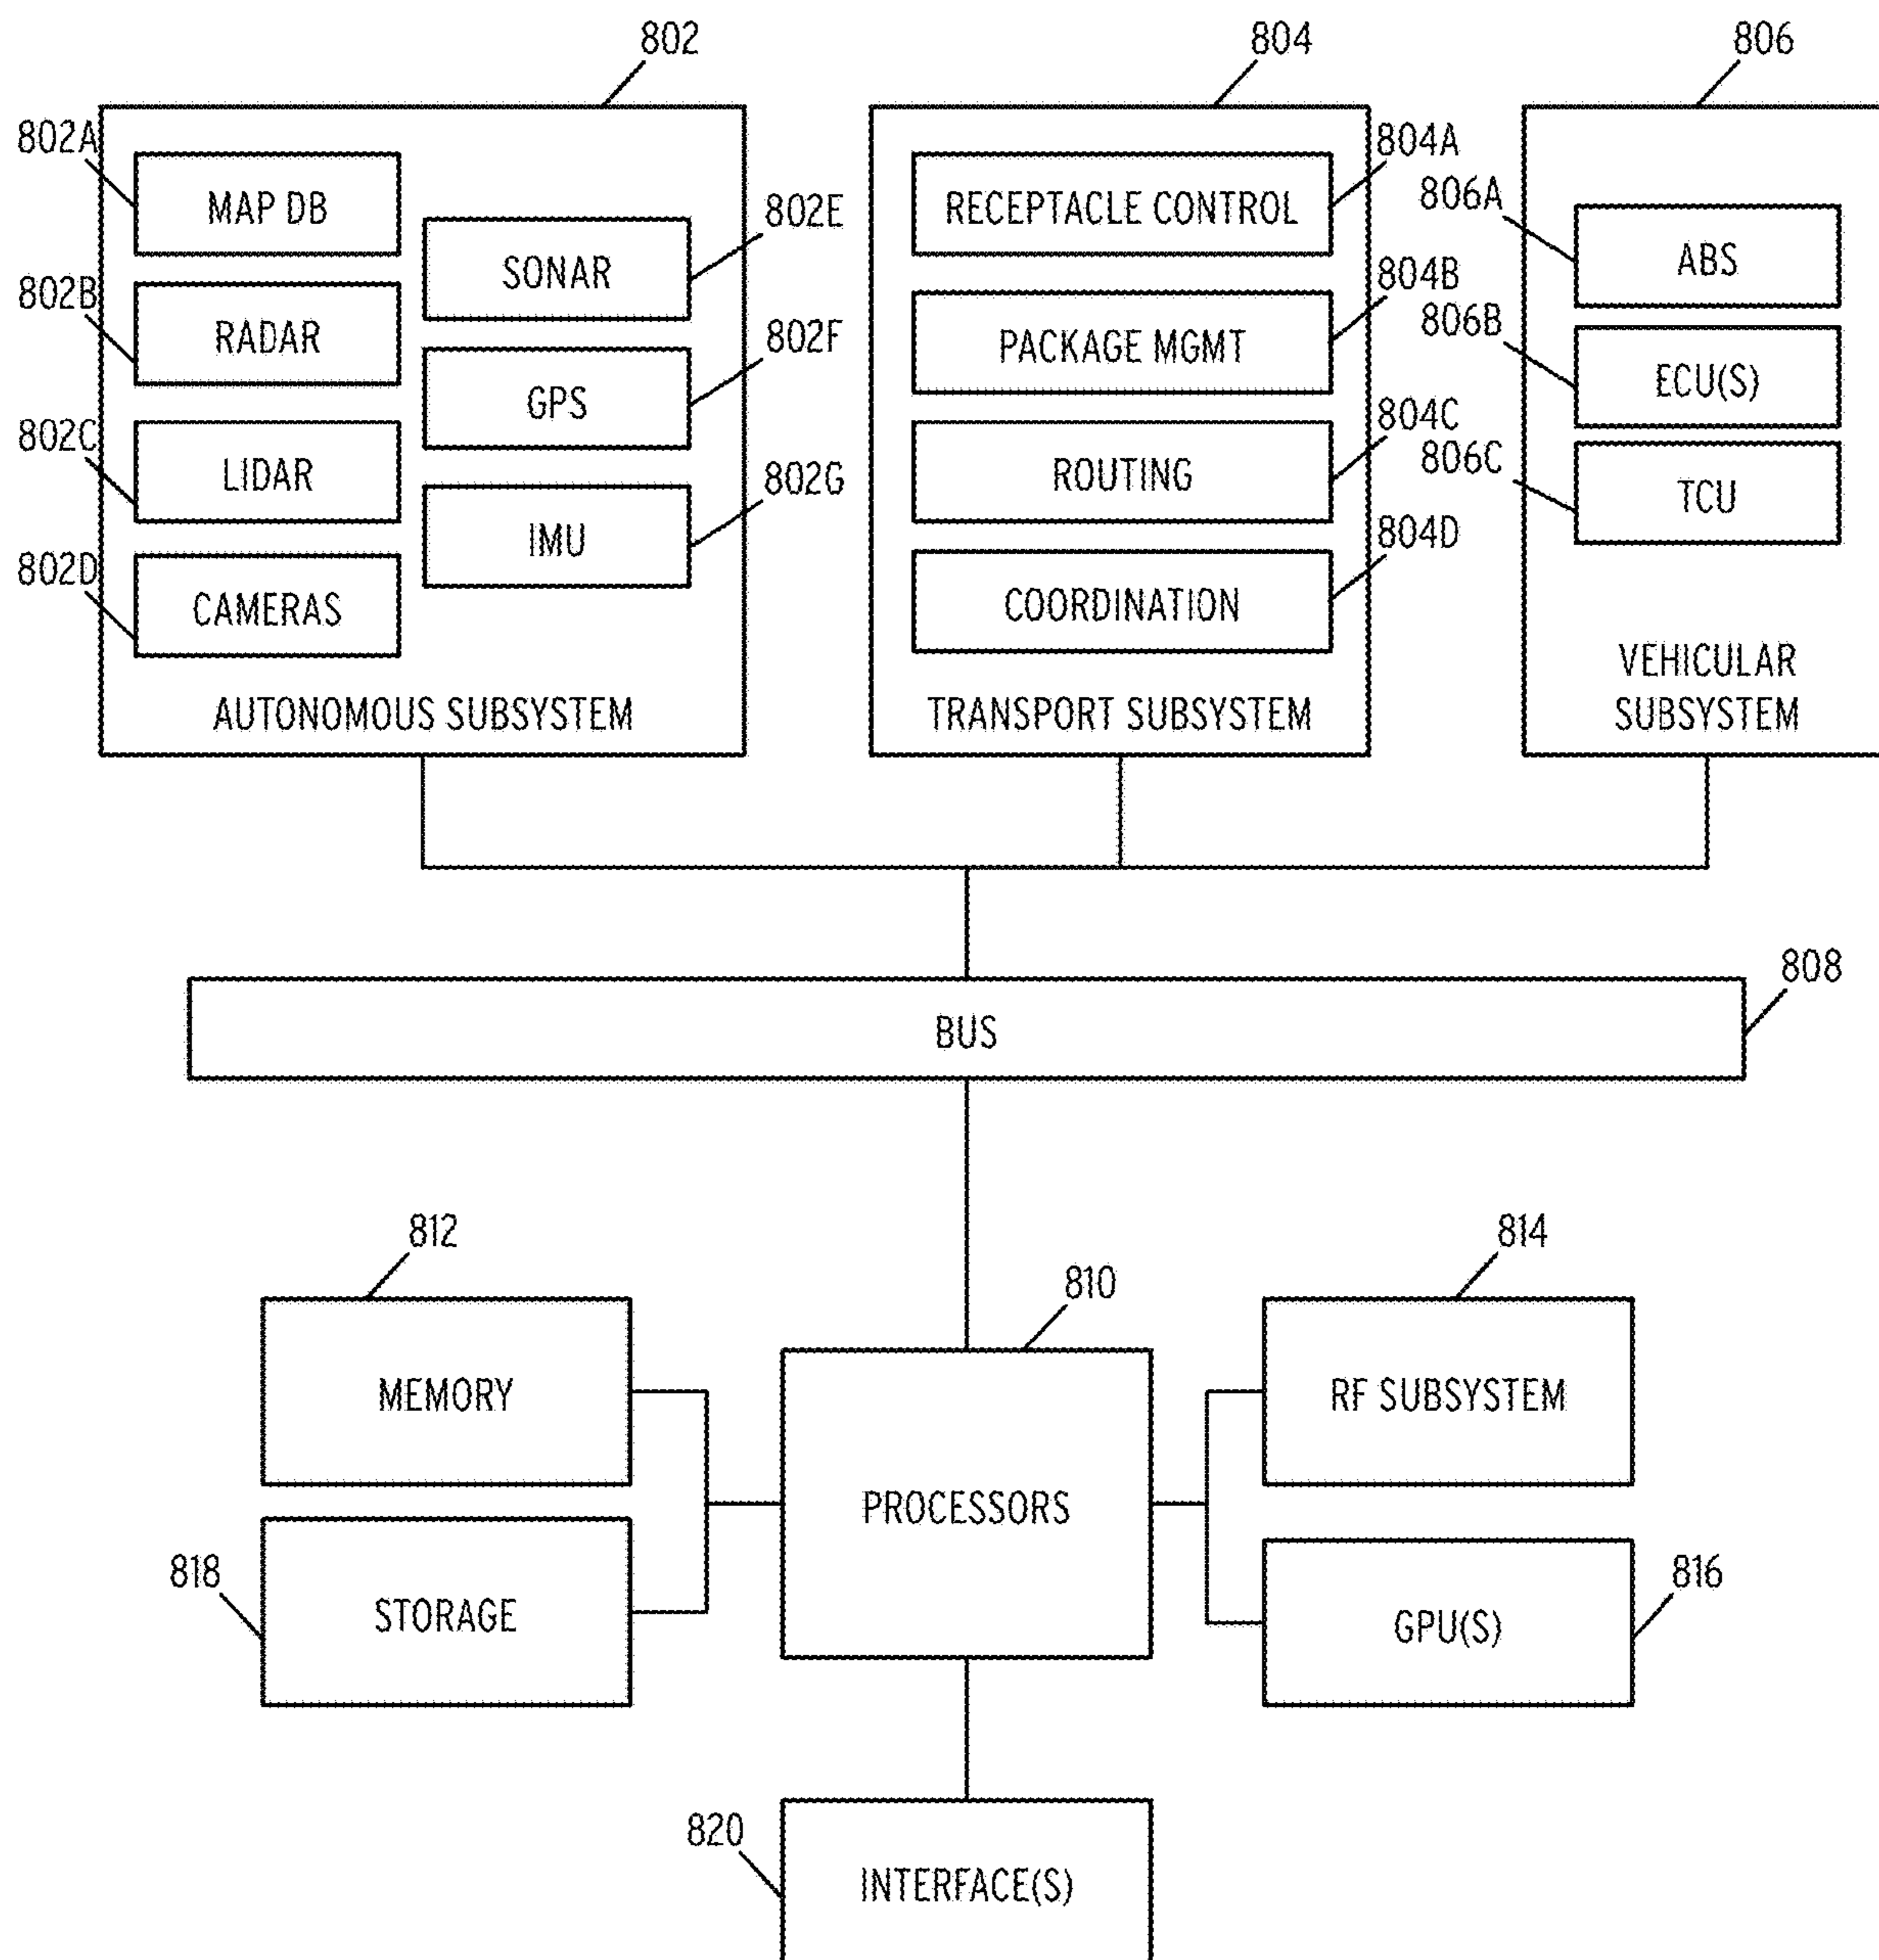 802
804
806
802A
MAP DB
802B
RADAR
802C
LIDAR
802D
CAMERAS
802E
SONAR
802F
GPS
802G
IMU
AUTONOMOUS SUBSYSTEM
804A
RECEPTACLE CONTROL
804B
PACKAGE MGMT
804C
ROUTING
804D
COORDINATION
TRANSPORT SUBSYSTEM
806A
ABS
806B
ECU(S)
806C
TCU
VEHICULAR
SUBSYSTEM
808
BUS
812
MEMORY
810
PROCESSORS
814
RF SUBSYSTEM
818
STORAGE
816
GPU(S)
820
INTERFACE(S)